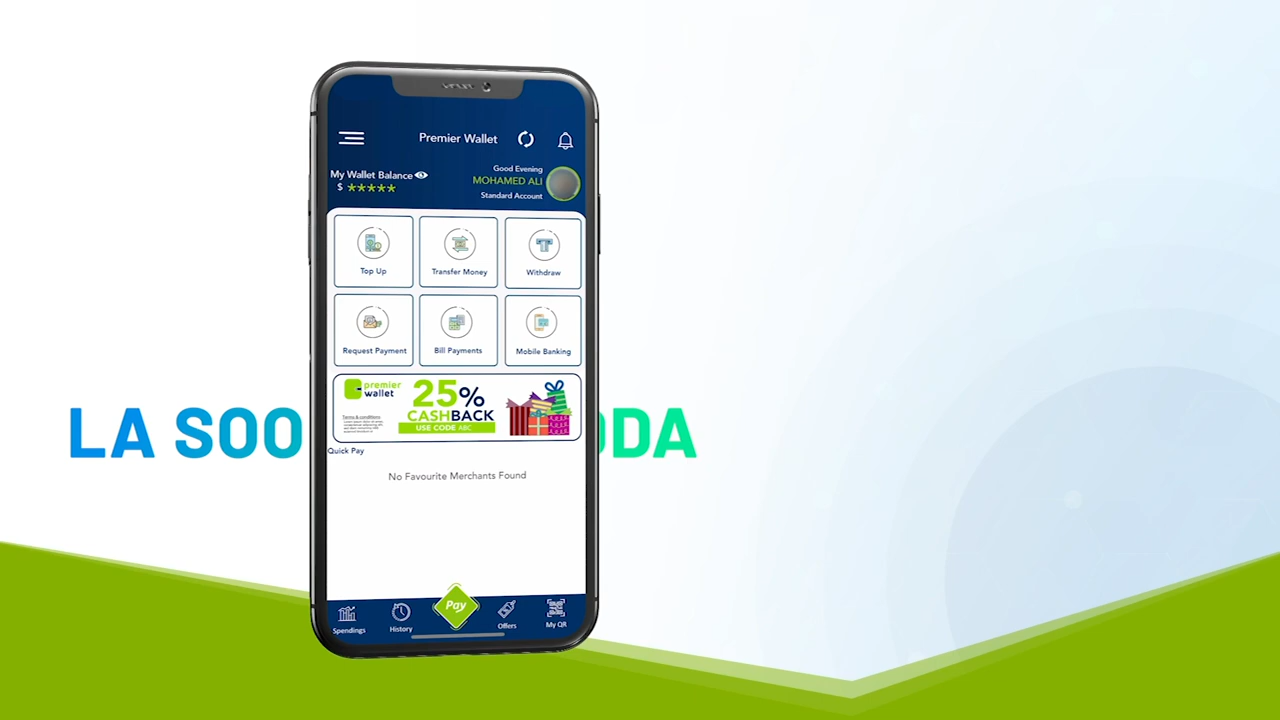 Premier Wallet
My Wallet Balance
$ *****
Good Evening
MOHAMED ALI
Standard Account
Top Up
Transfer Money
Withdraw
Request Payment
Bill Payments
Mobile Banking
premier
wallet
Terms & conditions
25%
CASHBACK
USE CODE ABC
LA SOO
ODA
Quick Pay
No Favourite Merchants Found
Spendings
History
Pay
Offers
My QR